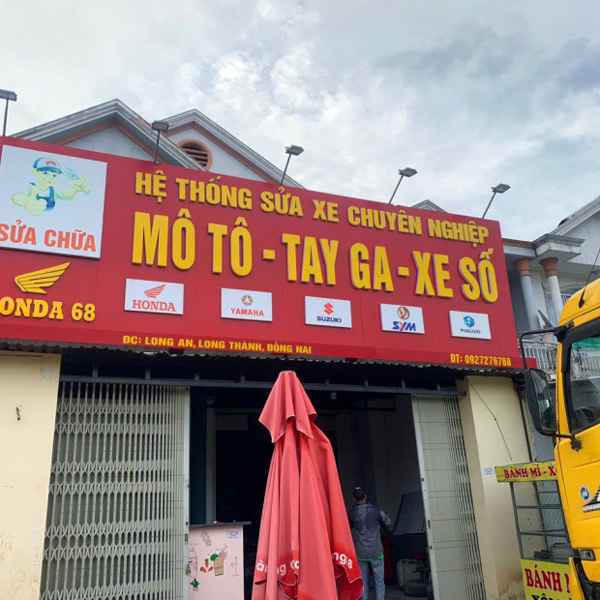 HỆ THỐNG SỬA XE CHUYÊN NGHIỆP
MÔ TÔ - TAY GA - XE SỐ
SỬA CHỮA
HONDA 68
HONDA
YAMAHA
SUZUKI
SYM
PIAGGIO
ĐC: LONG AN, LONG THÀNH, ĐỒNG NAI
ĐT: 0927276768
BÁNH MÌ - X
BÁNH